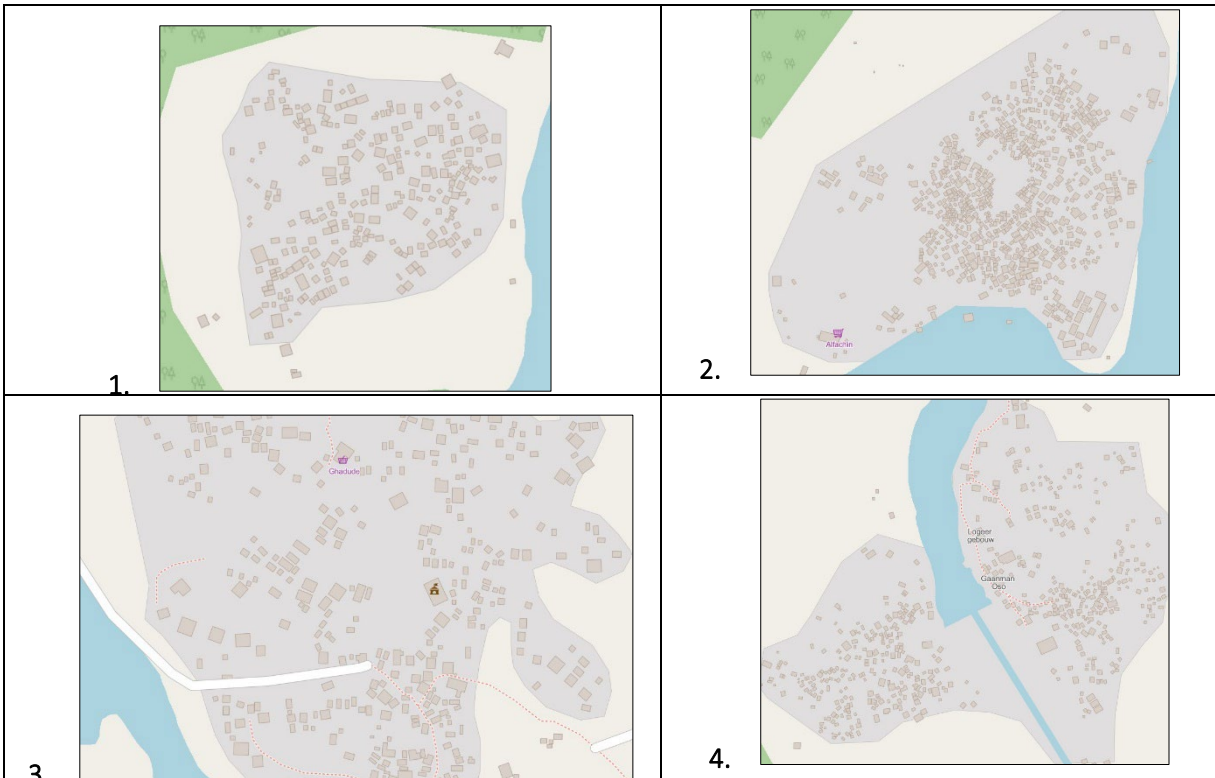 1.
2.
Alfachin
Ghadude
3
Logeer
gebouw
Gaanman
Oso
4.